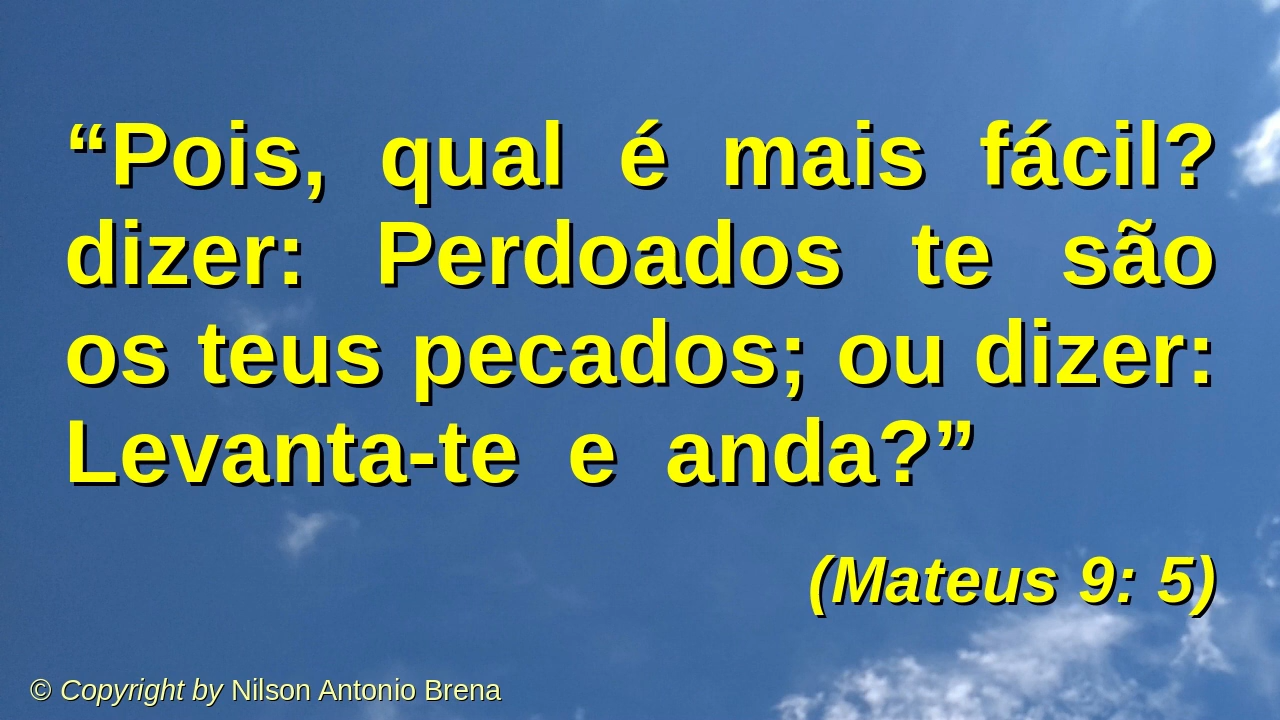 “Pois, qual é mais fácil?
dizer: Perdoados te são
os teus pecados; ou dizer:
Levanta-te e anda?”
(Mateus 9: 5)
© Copyright by Nilson Antonio Brena